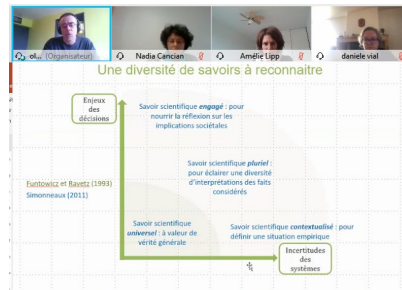 ol... (Organisateur)
Nadia Cancian
Amélie Lipp
daniele vial
Une diversité de savoirs à reconnaitre
Enjeux
des
décisions
Savoir scientifique engagé : pour
nourrir la réflexion sur les
implications sociétales
Savoir scientifique pluriel :
pour éclairer une diversité
d'interprétations des faits
considérés
Funtowicz et Ravetz (1993)
Simonneaux (2011)
Savoir scientifique
universel : à valeur de
vérité générale
Savoir scientifique contextualisé : pour
définir une situation empirique
Incertitudes
des
systèmes